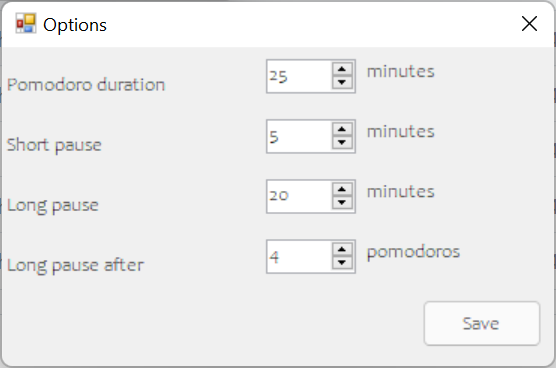 Options
Pomodoro duration 25 minutes
Short pause 5 minutes
Long pause 20 minutes
Long pause after 4 pomodoros
Save